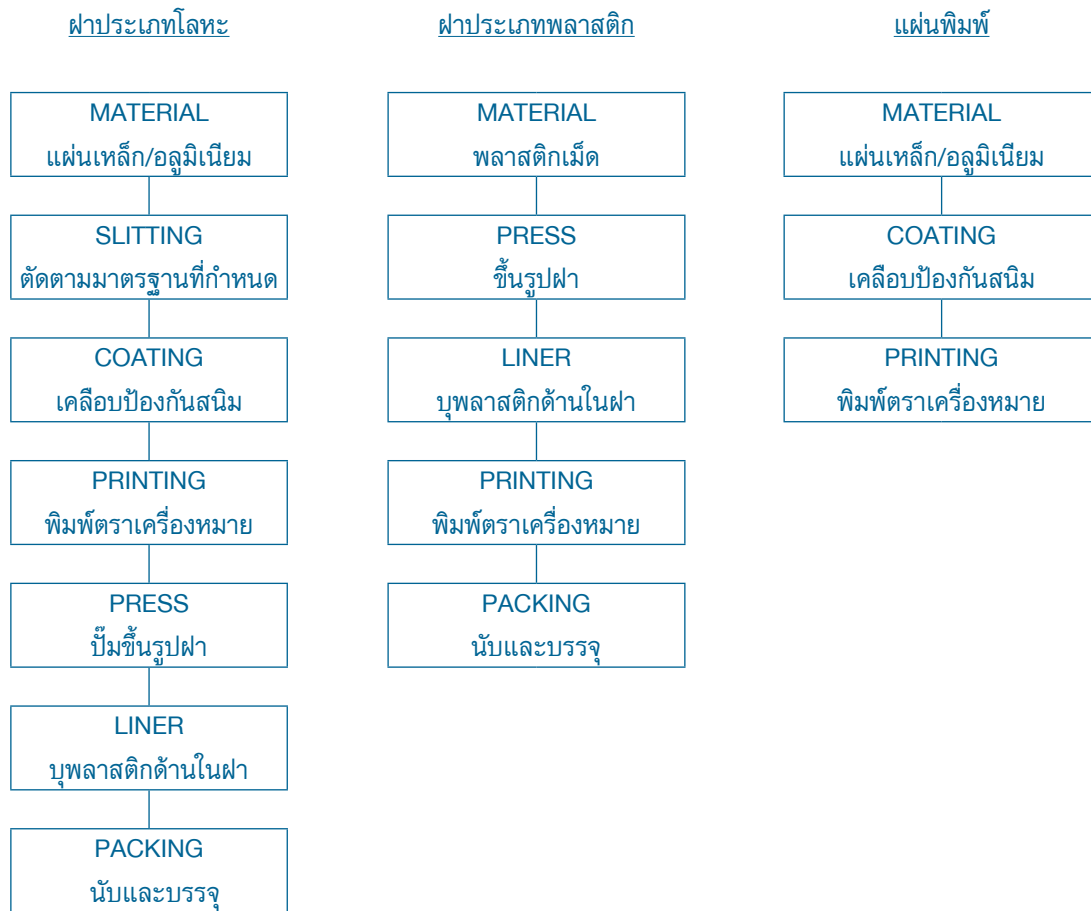 ฝาประเภทโลหะ
MATERIAL
แผ่นเหล็ก/อลูมิเนียม
SLITTING
ตัดตามมาตรฐานที่กำหนด
COATING
เคลือบป้องกันสนิม
PRINTING
พิมพ์ตราเครื่องหมาย
PRESS
ปั๊มขึ้นรูปฝา
LINER
บุพลาสติกด้านในฝา
PACKING
นับและบรรจุ
ฝาประเภทพลาสติก
MATERIAL
พลาสติกเม็ด
PRESS
ขึ้นรูปฝา
LINER
บุพลาสติกด้านในฝา
PRINTING
พิมพ์ตราเครื่องหมาย
PACKING
นับและบรรจุ
แผ่นพิมพ์
MATERIAL
แผ่นเหล็ก/อลูมิเนียม
COATING
เคลือบป้องกันสนิม
PRINTING
พิมพ์ตราเครื่องหมาย